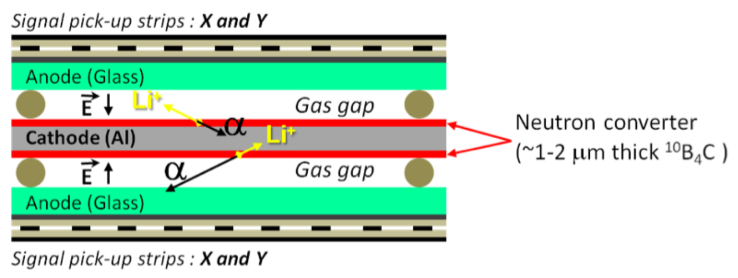 Signal pick-up strips : X and Y
Anode (Glass)
E Li⁺ Gas gap
α
Cathode (Al) Li⁺
E α Gas gap
Anode (Glass)
Signal pick-up strips : X and Y
Neutron converter
(~1-2 μm thick ¹⁰B₄C )